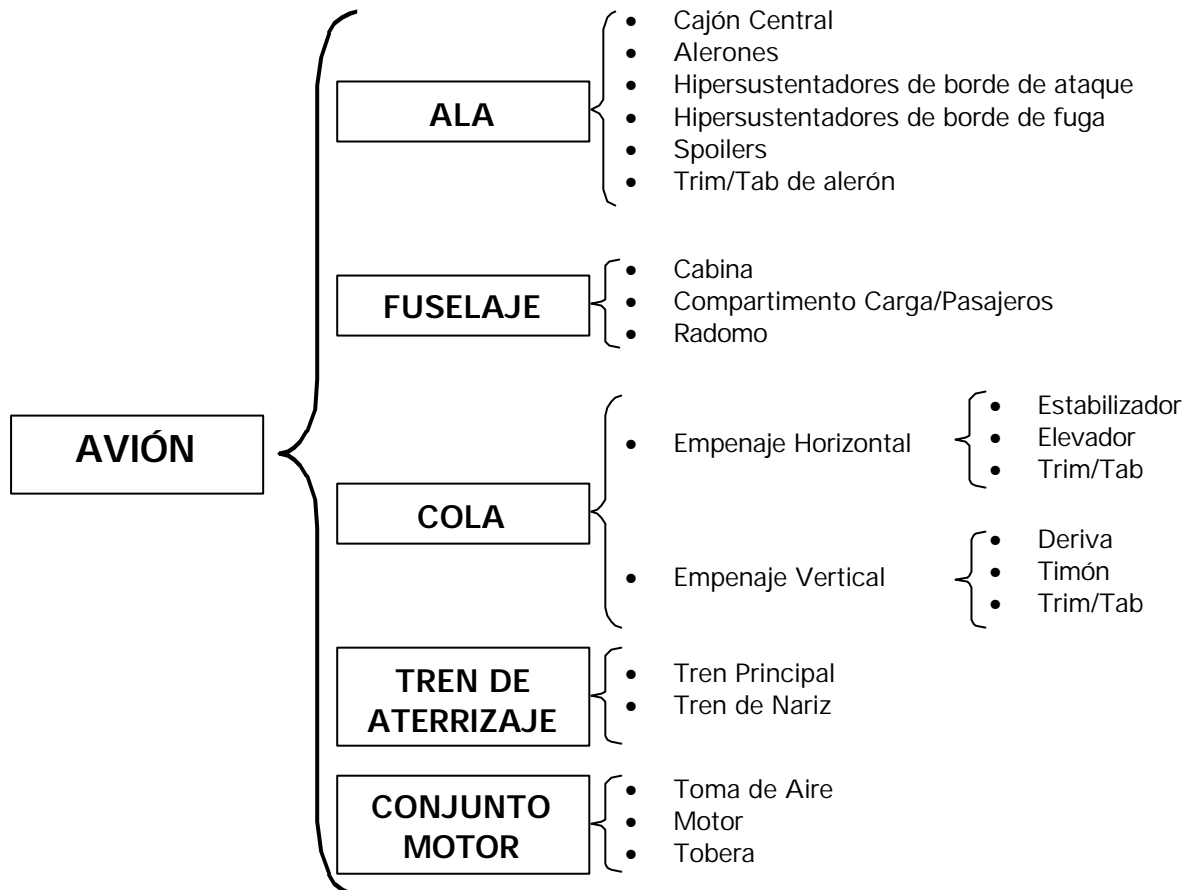 AVIÓN
ALA
• Cajón Central
• Alerones
• Hipersustentadores de borde de ataque
• Hipersustentadores de borde de fuga
• Spoilers
• Trim/Tab de alerón
FUSELAJE
• Cabina
• Compartimento Carga/Pasajeros
• Radomo
COLA
• Empenaje Horizontal
• Estabilizador
• Elevador
• Trim/Tab
• Empenaje Vertical
• Deriva
• Timón
• Trim/Tab
TREN DE
ATERRIZAJE
• Tren Principal
• Tren de Nariz
CONJUNTO
MOTOR
• Toma de Aire
• Motor
• Tobera